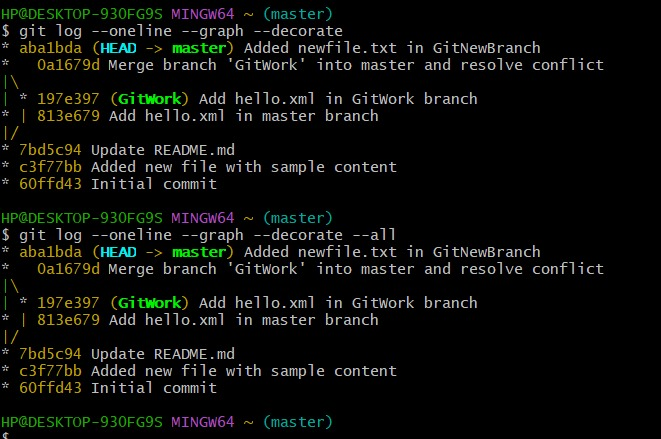 HP@DESKTOP-930FG9S MINGW64 ~ (master)
$ git log --oneline --graph --decorate
* aba1bda (HEAD -> master) Added newfile.txt in GitNewBranch
*   0a1679d Merge branch 'GitWork' into master and resolve conflict
|\
| * 197e397 (GitWork) Add hello.xml in GitWork branch
* | 813e679 Add hello.xml in master branch
|/
* 7bd5c94 Update README.md
* c3f77bb Added new file with sample content
* 60ffd43 Initial commit

HP@DESKTOP-930FG9S MINGW64 ~ (master)
$ git log --oneline --graph --decorate --all
* aba1bda (HEAD -> master) Added newfile.txt in GitNewBranch
*   0a1679d Merge branch 'GitWork' into master and resolve conflict
|\
| * 197e397 (GitWork) Add hello.xml in GitWork branch
* | 813e679 Add hello.xml in master branch
|/
* 7bd5c94 Update README.md
* c3f77bb Added new file with sample content
* 60ffd43 Initial commit

HP@DESKTOP-930FG9S MINGW64 ~ (master)
$